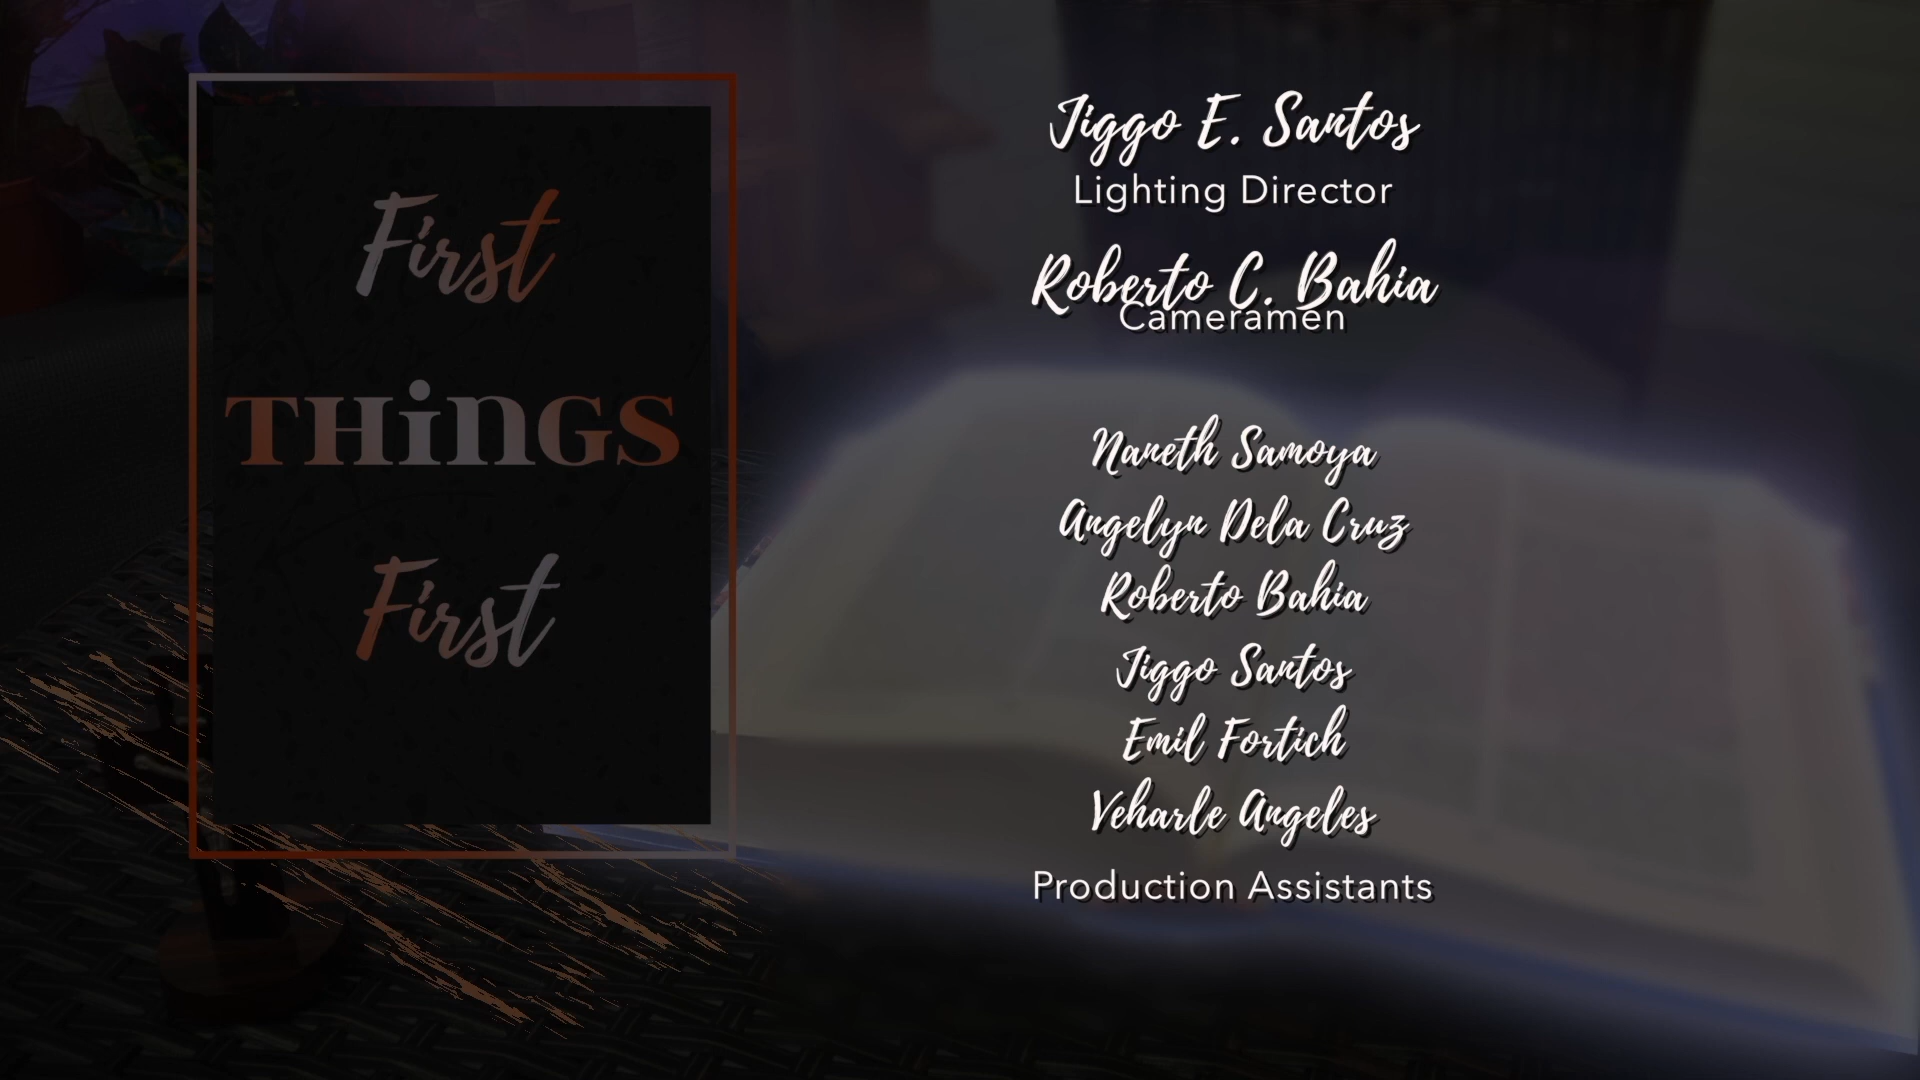 First
THiNGS
First
Jiggo E. Santos
Lighting Director
Roberto C. Bahia
Cameramen
Naneth Samoya
Angelyn Dela Cruz
Roberto Bahia
Jiggo Santos
Emil Fortich
Veharle Angeles
Production Assistants